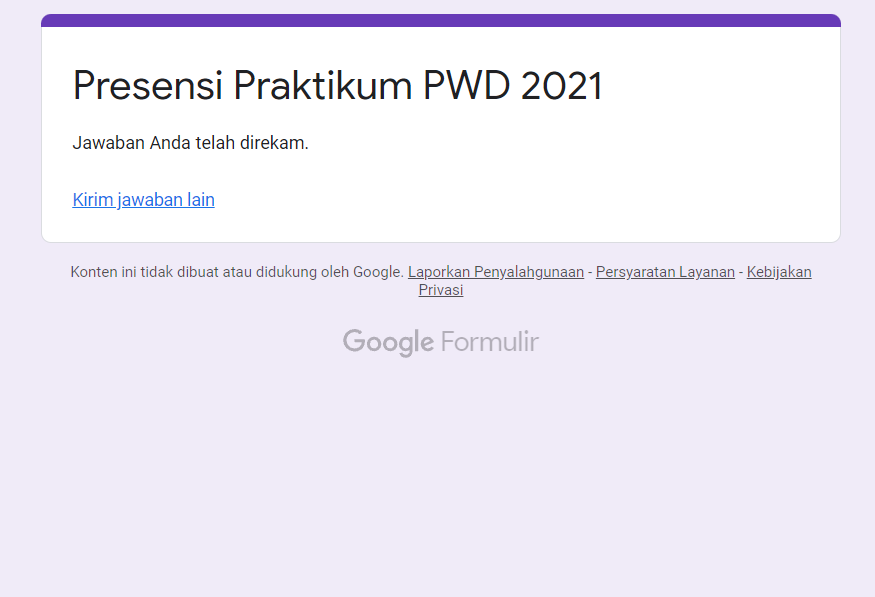 Presensi Praktikum PWD 2021
Jawaban Anda telah direkam.
Kirim jawaban lain
Konten ini tidak dibuat atau didukung oleh Google. Laporkan Penyalahgunaan - Persyaratan Layanan - Kebijakan
Privasi
Google Formulir